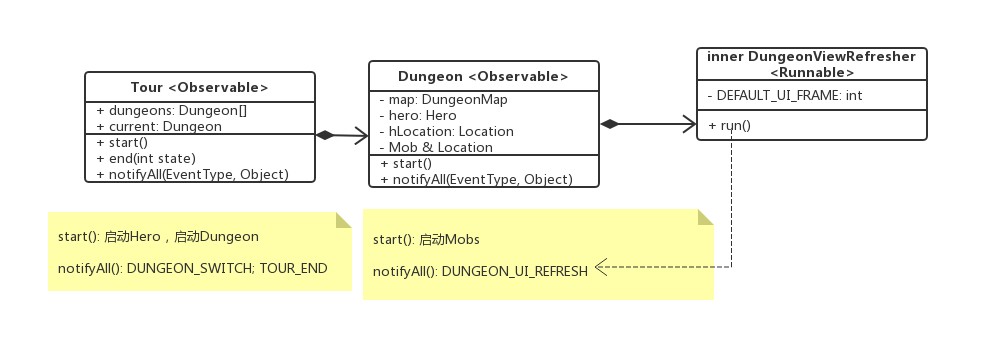 Tour <Observable>
+ dungeons: Dungeon[]
+ current: Dungeon
+ start()
+ end(int state)
+ notifyAll(EventType, Object)
Dungeon <Observable>
- map: DungeonMap
- hero: Hero
- hLocation: Location
- Mob & Location
+ start()
+ notifyAll(EventType, Object)
inner DungeonViewRefresher
<Runnable>
- DEFAULT_UI_FRAME: int
+ run()
start(): 启动Hero，启动Dungeon
notifyAll(): DUNGEON_SWITCH; TOUR_END
start(): 启动Mobs
notifyAll(): DUNGEON_UI_REFRESH